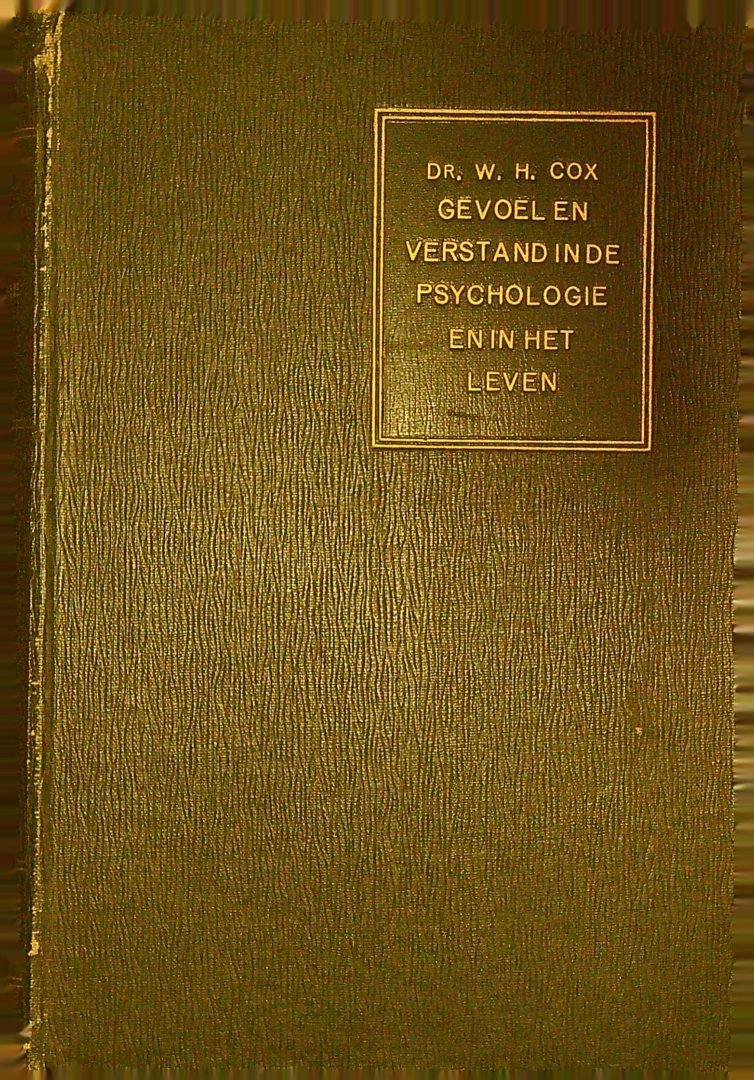 DR. W. H. COX
GEVOEL EN
VERSTAND IN DE
PSYCHOLOGIE
EN IN HET
LEVEN